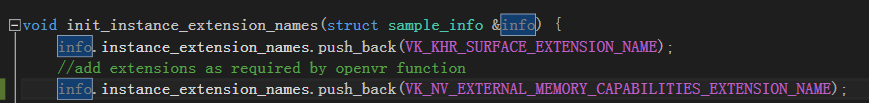 void init_instance_extension_names(struct sample_info &info) {
info.instance_extension_names.push_back(VK_KHR_SURFACE_EXTENSION_NAME);
//add extensions as required by openvr function
info.instance_extension_names.push_back(VK_NV_EXTERNAL_MEMORY_CAPABILITIES_EXTENSION_NAME);